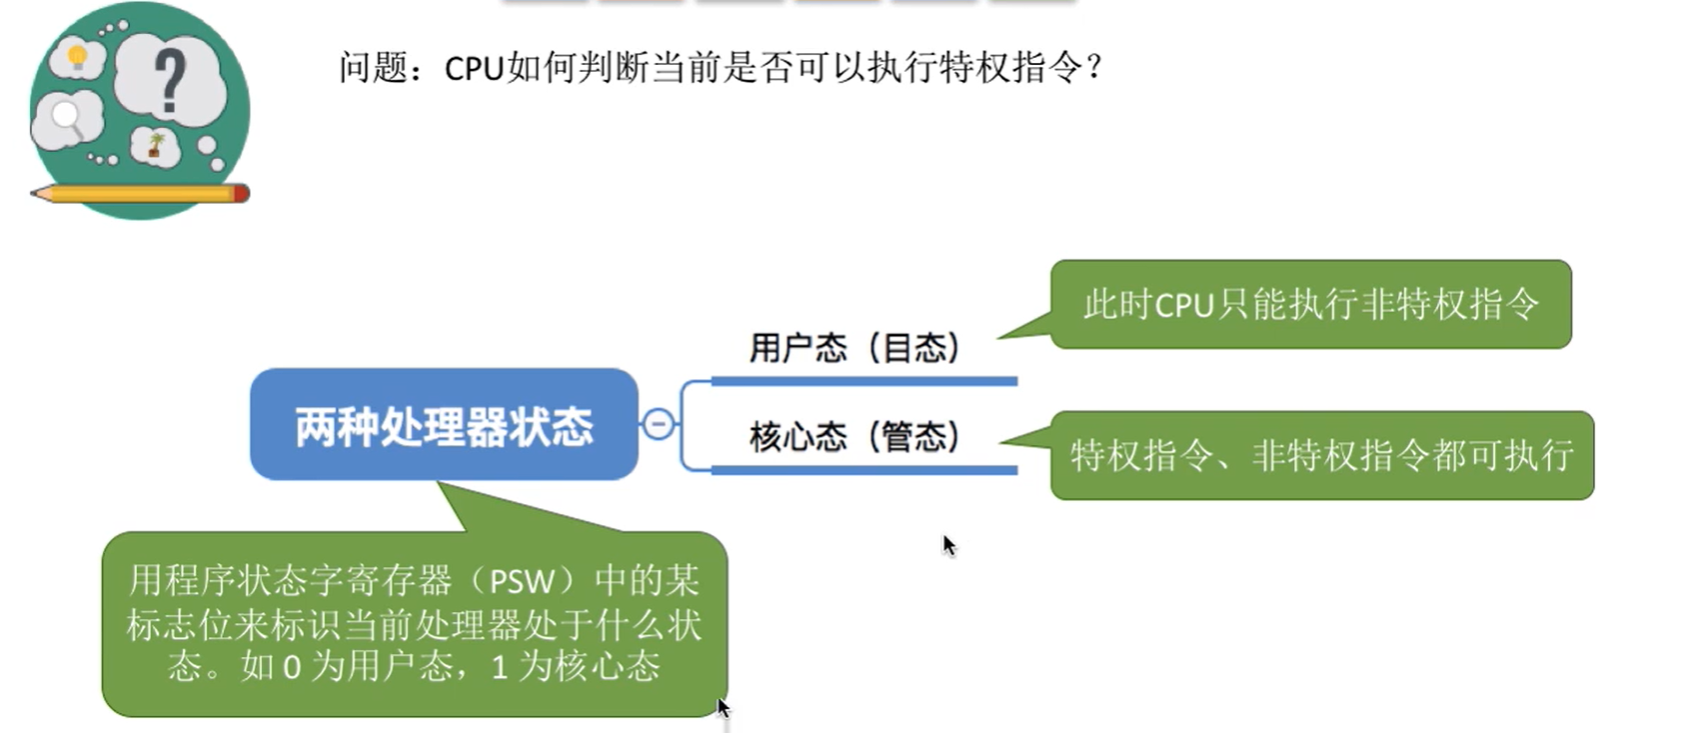 问题：CPU如何判断当前是否可以执行特权指令？
此时CPU只能执行非特权指令
用户态（目态）
两种处理器状态
核心态（管态）
特权指令、非特权指令都可执行
用程序状态字寄存器（PSW）中的某
标志位来标识当前处理器处于什么状
态。如 0 为用户态，1 为核心态